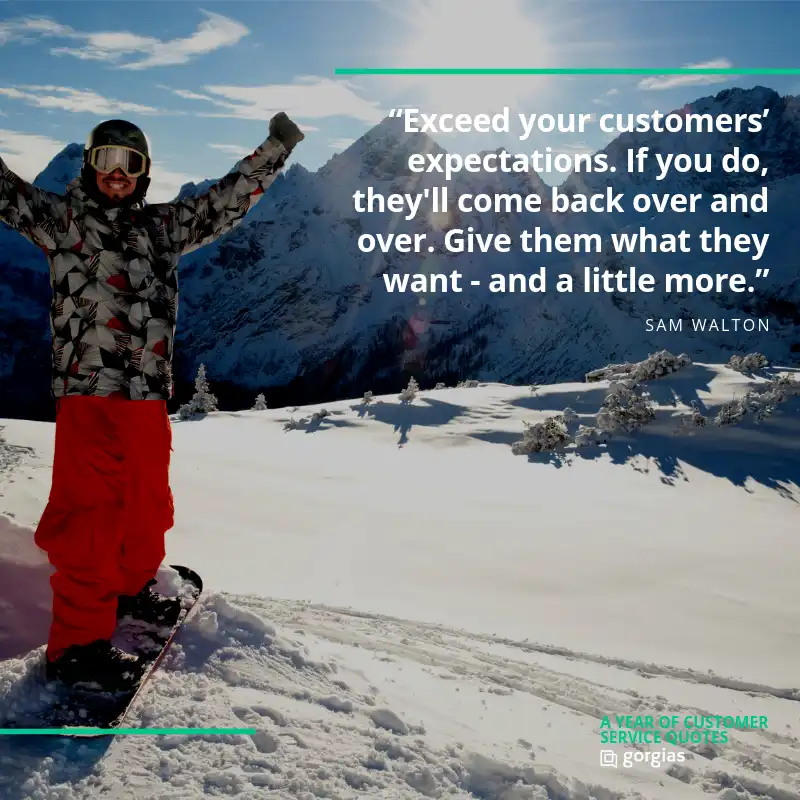 “Exceed your customers’
expectations. If you do,
they'll come back over and
over. Give them what they
want - and a little more.”
SAM WALTON
A YEAR OF CUSTOMER
SERVICE QUOTES
gorgias